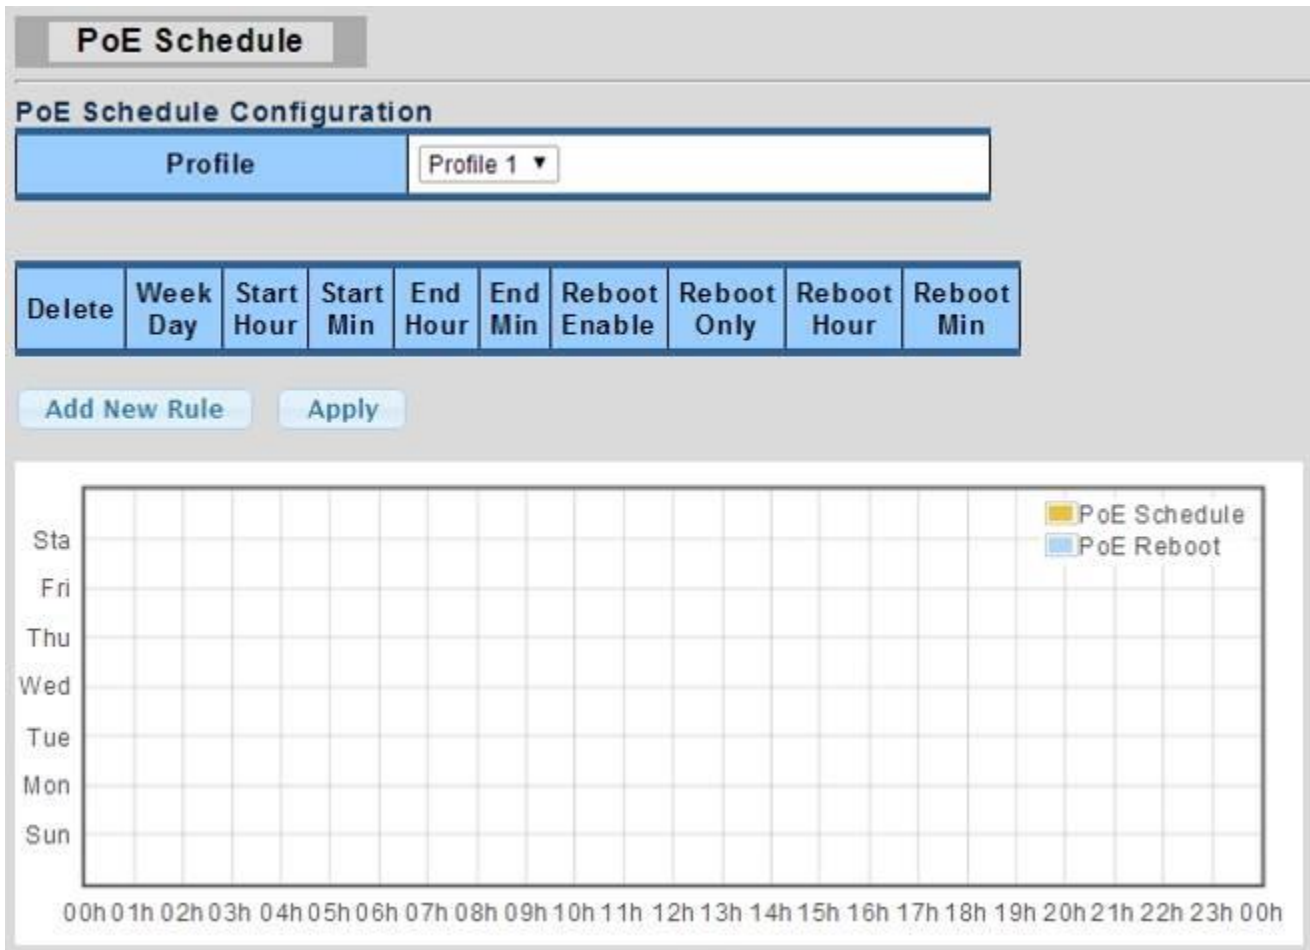 PoE Schedule
PoE Schedule Configuration
Profile
Profile 1
Delete
Week Day
Start Hour
Start Min
End Hour
End Min
Reboot Enable
Reboot Only
Reboot Hour
Reboot Min
Add New Rule
Apply
PoE Schedule
PoE Reboot
Sta
Fri
Thu
Wed
Tue
Mon
Sun
00h 01h 02h 03h 04h 05h 06h 07h 08h 09h 10h 11h 12h 13h 14h 15h 16h 17h 18h 19h 20h 21h 22h 23h 00h